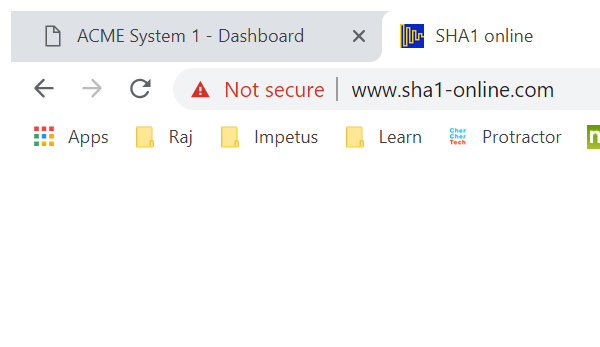 ACME System 1 - Dashboard SHA1 online
Not secure www.sha1-online.com
Apps Raj Impetus Learn Cher Cher Tech Protractor n